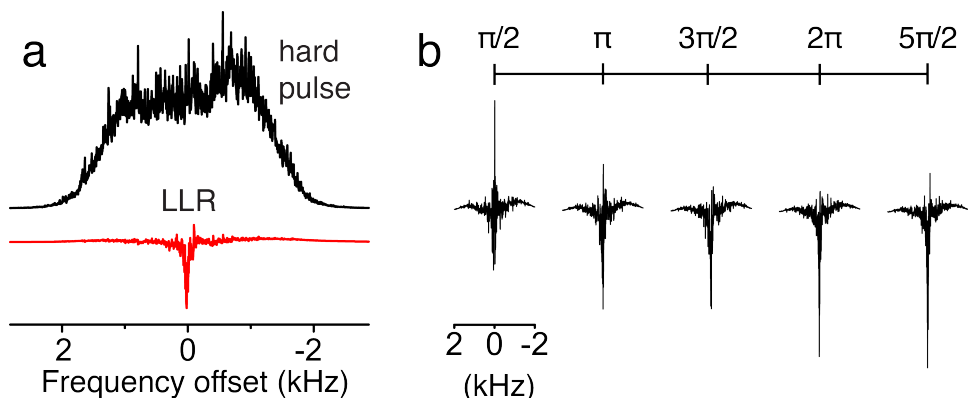 a
hard
pulse
LLR
2 0 -2
Frequency offset (kHz)
b
π/2 π 3π/2 2π 5π/2
2 0 -2
(kHz)